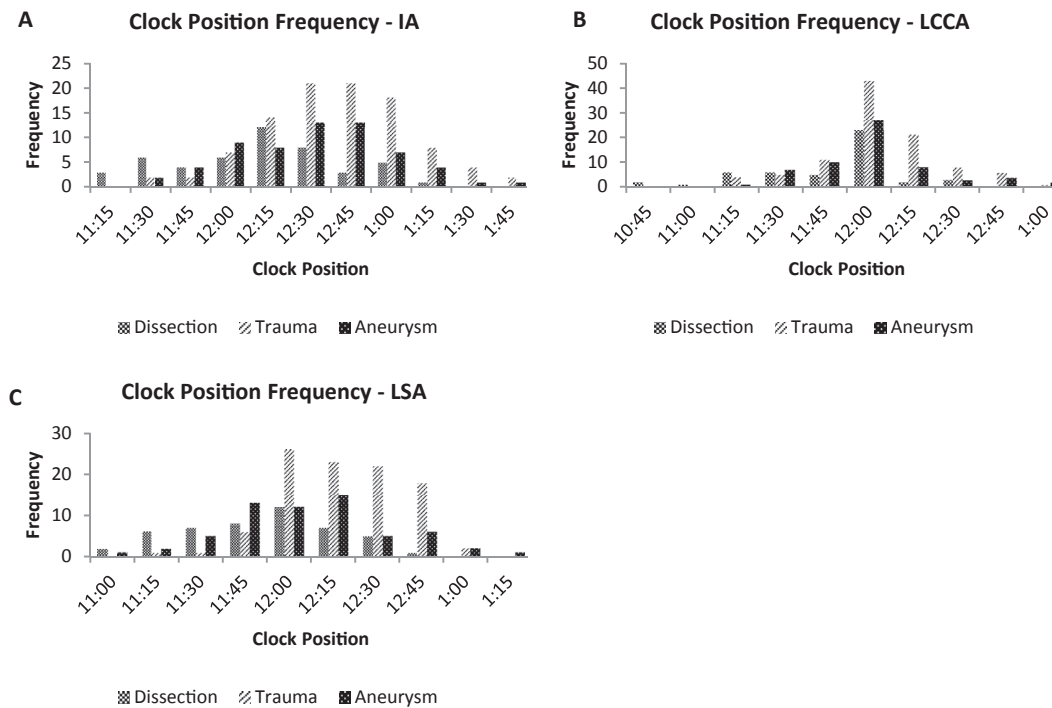 A
Clock Position Frequency - IA
Frequency
25
20
15
10
5
0
11:15 11:30 11:45 12:00 12:15 12:30 12:45 1:00 1:15 1:30 1:45
Clock Position
Dissection Trauma Aneurysm
B
Clock Position Frequency - LCCA
Frequency
50
40
30
20
10
0
10:45 11:00 11:15 11:30 11:45 12:00 12:15 12:30 12:45 1:00
Clock Position
Dissection Trauma Aneurysm
C
Clock Position Frequency - LSA
Frequency
30
20
10
0
11:00 11:15 11:30 11:45 12:00 12:15 12:30 12:45 1:00 1:15
Clock Position
Dissection Trauma Aneurysm